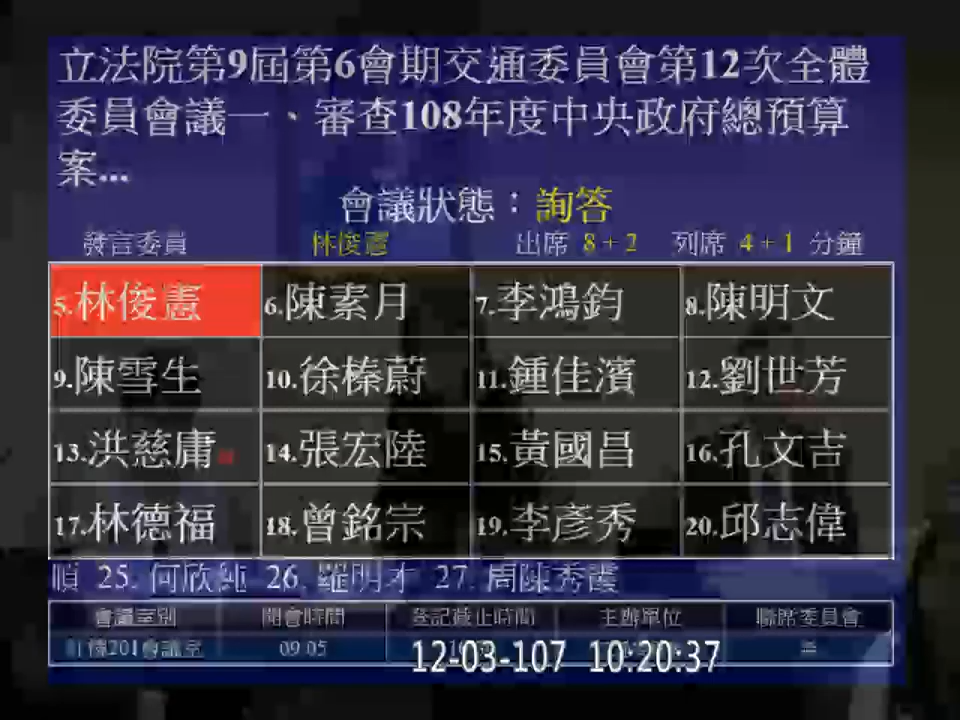 立法院第9屆第6會期交通委員會第12次全體
委員會議一、審查108年度中央政府總預算
案...
會議狀態：詢答
發言委員 林俊憲 出席 8+2 列席 4+1 分鐘
5.林俊憲 6.陳素月 7.李鴻鈞 8.陳明文
9.陳雪生 10.徐榛蔚 11.鍾佳濱 12.劉世芳
13.洪慈庸 14.張宏陸 15.黃國昌 16.孔文吉
17.林德福 18.曾銘宗 19.李彥秀 20.邱志偉
順 25. 何欣純 26. 羅明才 27. 周陳秀霞
會議室別 開會時間 登記截止時間 主辦單位 聯席委員會
紅樓201會議室 09:05
12-03-107 10:20:37